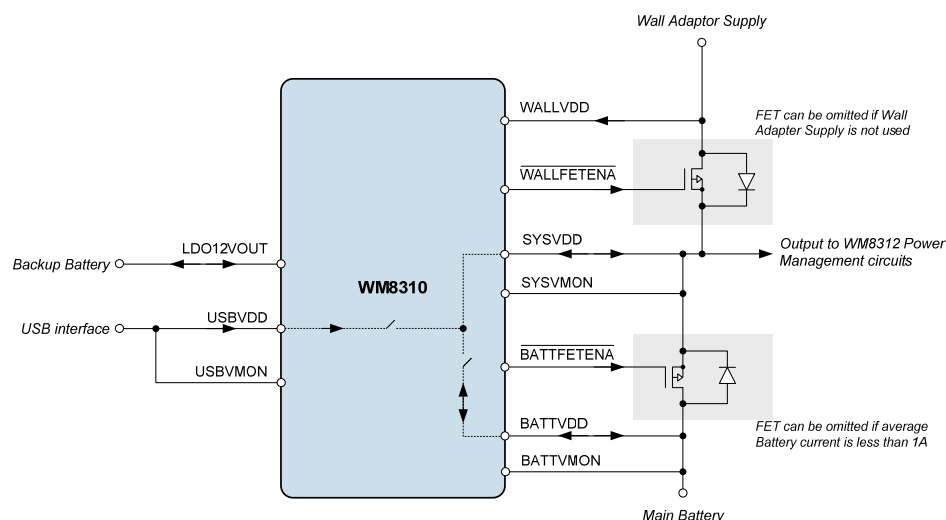 Wall Adaptor Supply
WALLVDD
FET can be omitted if Wall
Adapter Supply is not used
WALLFETENA
SYSVDD
Output to WM8312 Power
Management circuits
LDO12VOUT
Backup Battery
WM8310
SYSVMON
USB interface
USBVDD
BATTFETENA
USBVMON
FET can be omitted if average
Battery current is less than 1A
BATTVDD
BATTVMON
Main Battery